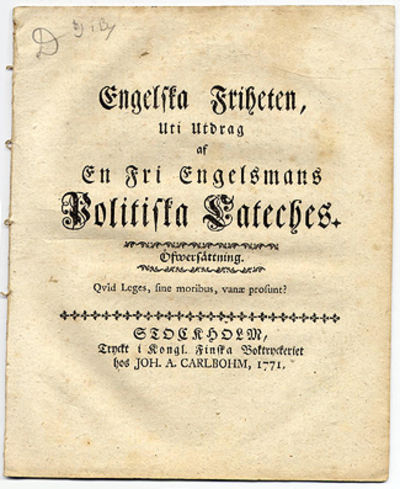 D
Engelska Friheten,
Uti Utdrag
af
En Fri Engelsmans
Politiska Cateches.
Öfwersättning.
Qvid Leges, sine moribus, vanæ prosunt?
STOCKHOLM,
Tryckt i Kongl. Finska Boktryckeriet
hos JOH. A. CARLBOHM, 1771.